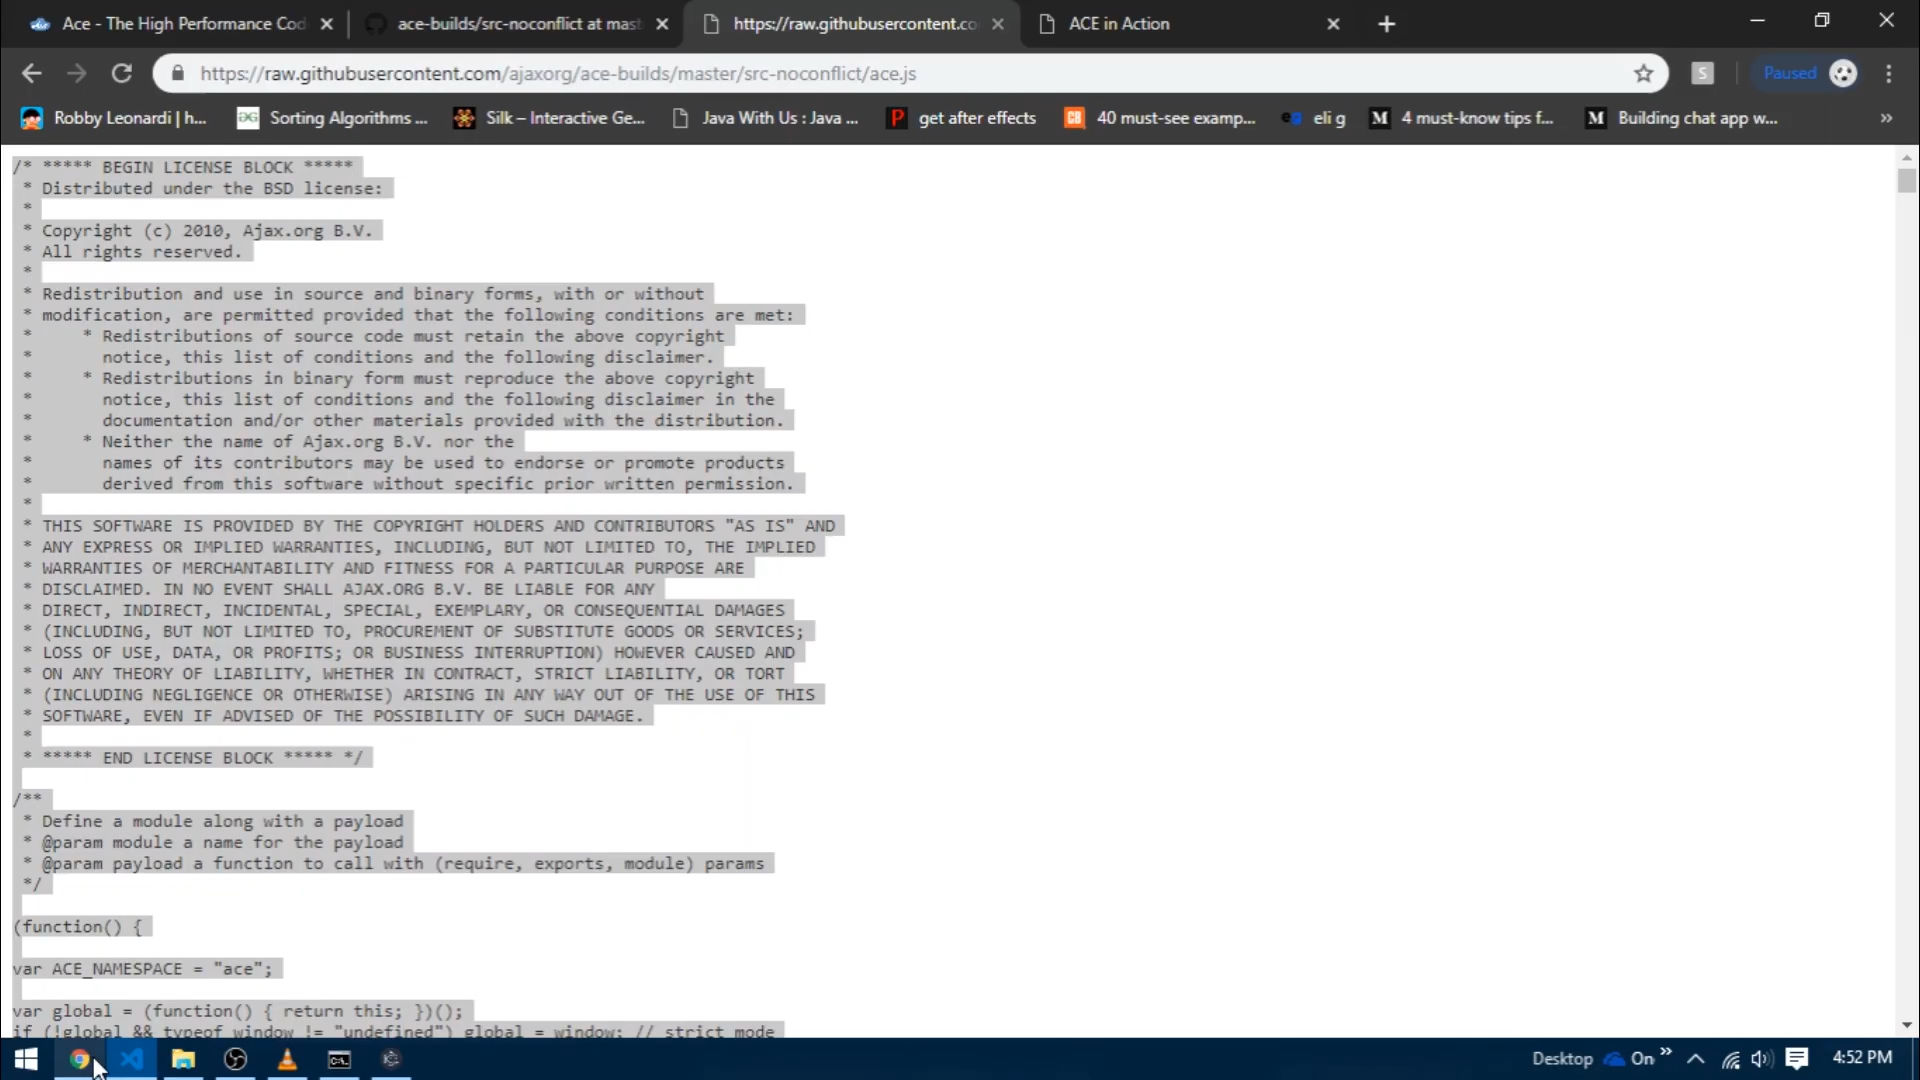 Ace - The High Performance Cod
ace-builds/src-noconflict at mast
https://raw.githubusercontent.co
ACE in Action
https://raw.githubusercontent.com/ajaxorg/ace-builds/master/src-noconflict/ace.js
S
Paused
Robby Leonardi | h...
Sorting Algorithms ...
Silk – Interactive Ge...
Java With Us : Java ...
get after effects
40 must-see examp...
eli g
4 must-know tips f...
Building chat app w...
»
/* ***** BEGIN LICENSE BLOCK *****
 * Distributed under the BSD license:
 *
 * Copyright (c) 2010, Ajax.org B.V.
 * All rights reserved.
 *
 * Redistribution and use in source and binary forms, with or without
 * modification, are permitted provided that the following conditions are met:
 *     * Redistributions of source code must retain the above copyright
 *       notice, this list of conditions and the following disclaimer.
 *     * Redistributions in binary form must reproduce the above copyright
 *       notice, this list of conditions and the following disclaimer in the
 *       documentation and/or other materials provided with the distribution.
 *     * Neither the name of Ajax.org B.V. nor the
 *       names of its contributors may be used to endorse or promote products
 *       derived from this software without specific prior written permission.
 *
 * THIS SOFTWARE IS PROVIDED BY THE COPYRIGHT HOLDERS AND CONTRIBUTORS "AS IS" AND
 * ANY EXPRESS OR IMPLIED WARRANTIES, INCLUDING, BUT NOT LIMITED TO, THE IMPLIED
 * WARRANTIES OF MERCHANTABILITY AND FITNESS FOR A PARTICULAR PURPOSE ARE
 * DISCLAIMED. IN NO EVENT SHALL AJAX.ORG B.V. BE LIABLE FOR ANY
 * DIRECT, INDIRECT, INCIDENTAL, SPECIAL, EXEMPLARY, OR CONSEQUENTIAL DAMAGES
 * (INCLUDING, BUT NOT LIMITED TO, PROCUREMENT OF SUBSTITUTE GOODS OR SERVICES;
 * LOSS OF USE, DATA, OR PROFITS; OR BUSINESS INTERRUPTION) HOWEVER CAUSED AND
 * ON ANY THEORY OF LIABILITY, WHETHER IN CONTRACT, STRICT LIABILITY, OR TORT
 * (INCLUDING NEGLIGENCE OR OTHERWISE) ARISING IN ANY WAY OUT OF THE USE OF THIS
 * SOFTWARE, EVEN IF ADVISED OF THE POSSIBILITY OF SUCH DAMAGE.
 *
 * ***** END LICENSE BLOCK ***** */
/**
 * Define a module along with a payload
 * @param module a name for the payload
 * @param payload a function to call with (require, exports, module) params
 */
(function() {
var ACE_NAMESPACE = "ace";
var global = (function() { return this; })();
if (!global && typeof window != "undefined") global = window; // strict mode
Desktop
On
»
4:52 PM